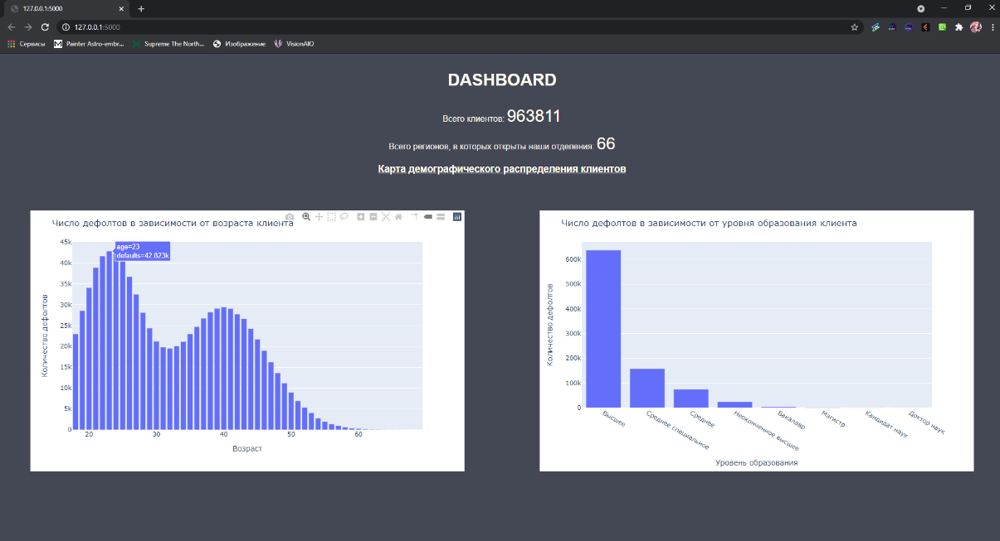 127.0.0.1:5000
127.0.0.1:5000
Сервисы Painter Astro-embr... Supreme The North... Изображение VisionAIO
DASHBOARD
Всего клиентов: 963811
Всего регионов, в которых открыты наши отделения: 66
Карта демографического распределения клиентов
Число дефолтов в зависимости от возраста клиента
45k
40k
35k
30k
25k
20k
15k
10k
5k
0
Количество дефолтов
age=23
defaults=42.823k
20 30 40 50 60
Возраст
Число дефолтов в зависимости от уровня образования клиента
600k
500k
400k
300k
200k
100k
0
Количество дефолтов
Высшее
Среднее специальное
Среднее
Неоконченное высшее
Бакалавр
Магистр
Кандидат наук
Доктор наук
Уровень образования